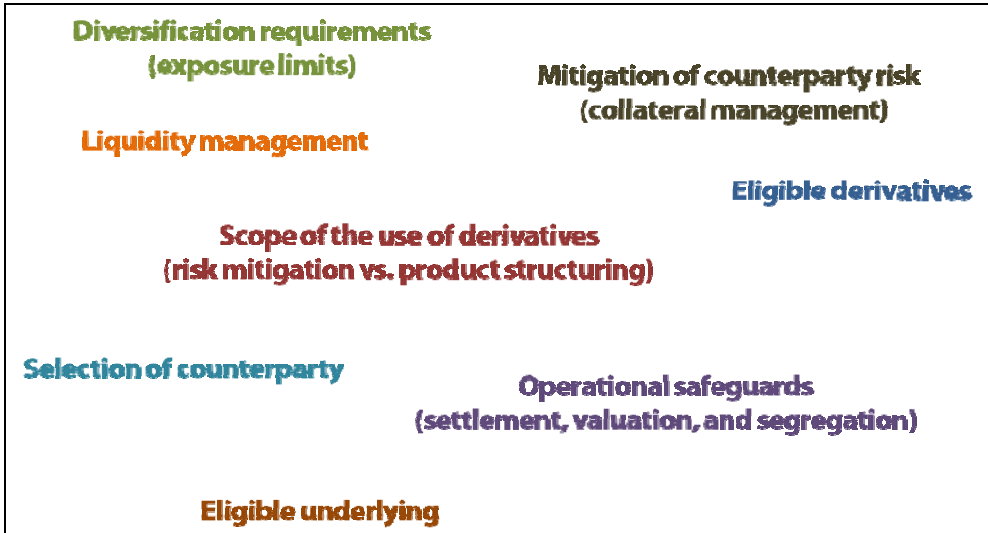 Diversification requirements
(exposure limits)
Mitigation of counterparty risk
(collateral management)
Liquidity management
Eligible derivatives
Scope of the use of derivatives
(risk mitigation vs. product structuring)
Selection of counterparty
Operational safeguards
(settlement, valuation, and segregation)
Eligible underlying